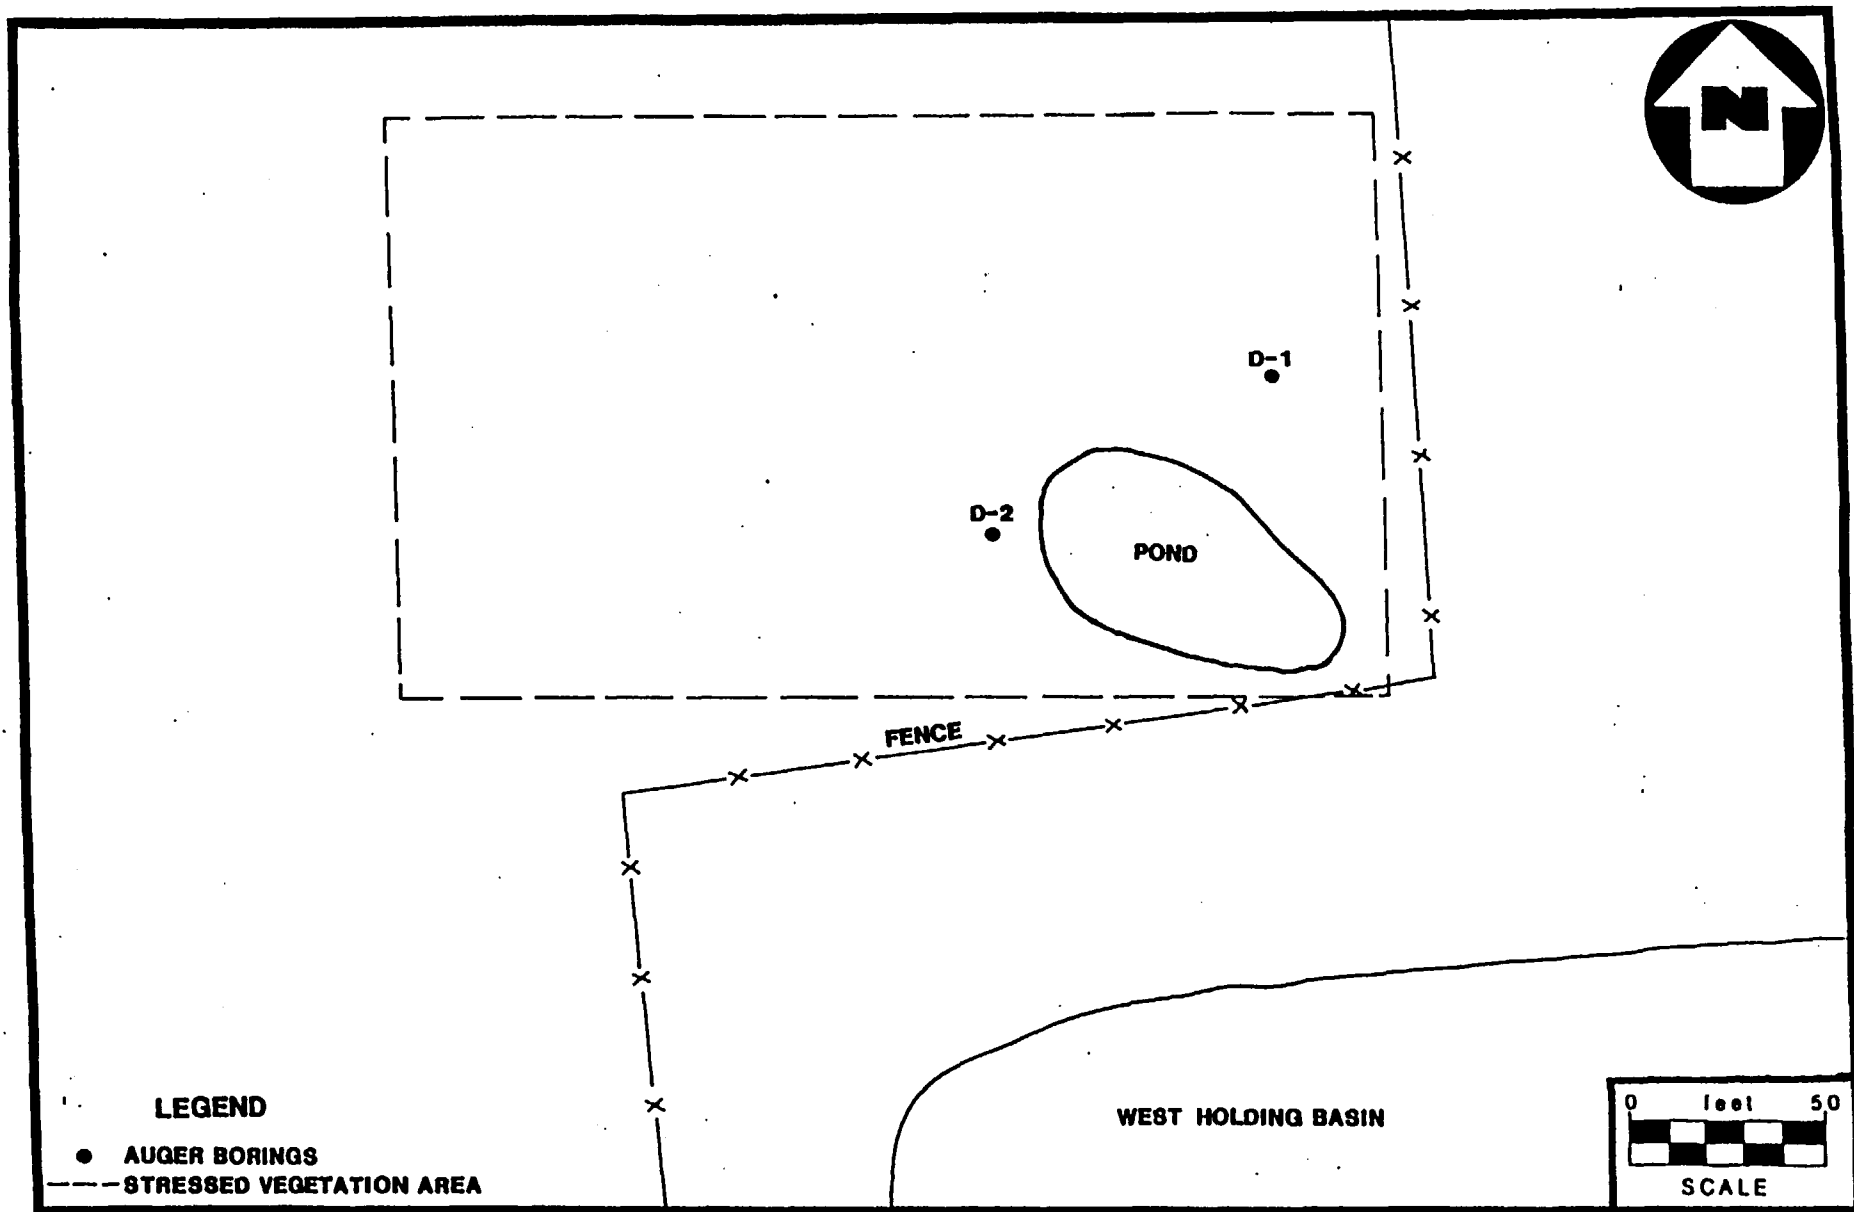 N
D-1
D-2
POND
FENCE
WEST HOLDING BASIN
LEGEND
AUGER BORINGS
STRESSED VEGETATION AREA
0 feet 50
SCALE